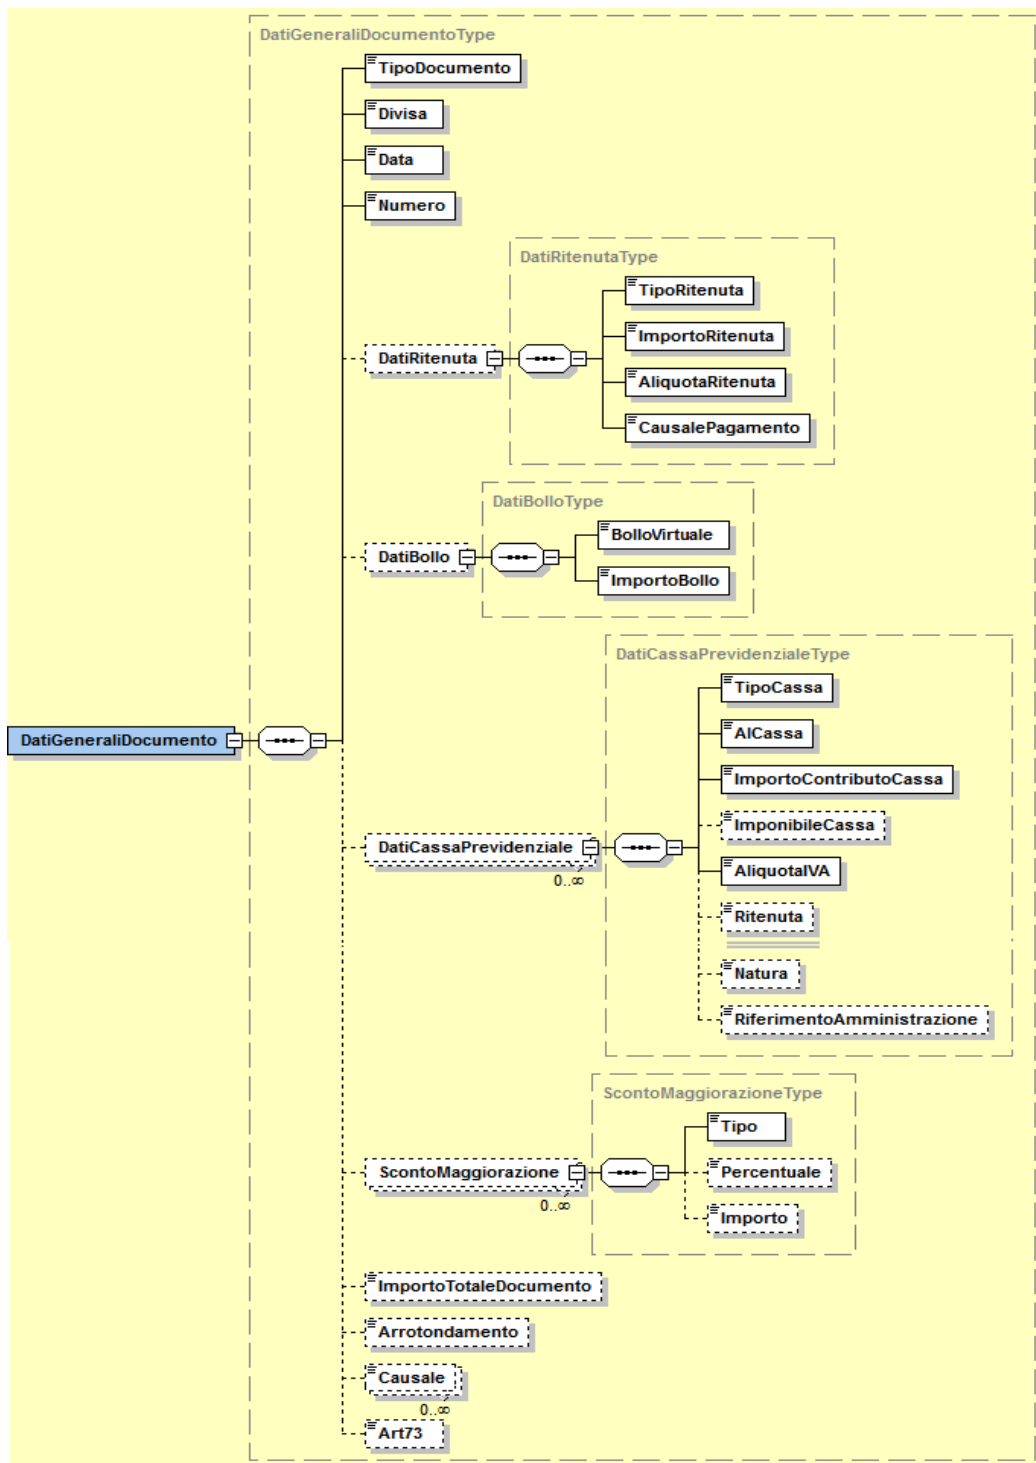 DatiGeneraliDocumentoType
TipoDocumento
Divisa
Data
Numero
DatiRitenutaType
TipoRitenuta
ImportoRitenuta
DatiRitenuta
AliquotaRitenuta
CausalePagamento
DatiBolloType
BolloVirtuale
DatiBollo
ImportoBollo
DatiCassaPrevidenzialeType
TipoCassa
DatiGeneraliDocumento
AlCassa
ImportoContributoCassa
ImponibileCassa
DatiCassaPrevidenziale
0..∞
AliquotaIVA
Ritenuta
Natura
RiferimentoAmministrazione
ScontoMaggiorazioneType
Tipo
ScontoMaggiorazione
0..∞
Percentuale
Importo
ImportoTotaleDocumento
Arrotondamento
Causale
0..∞
Art73